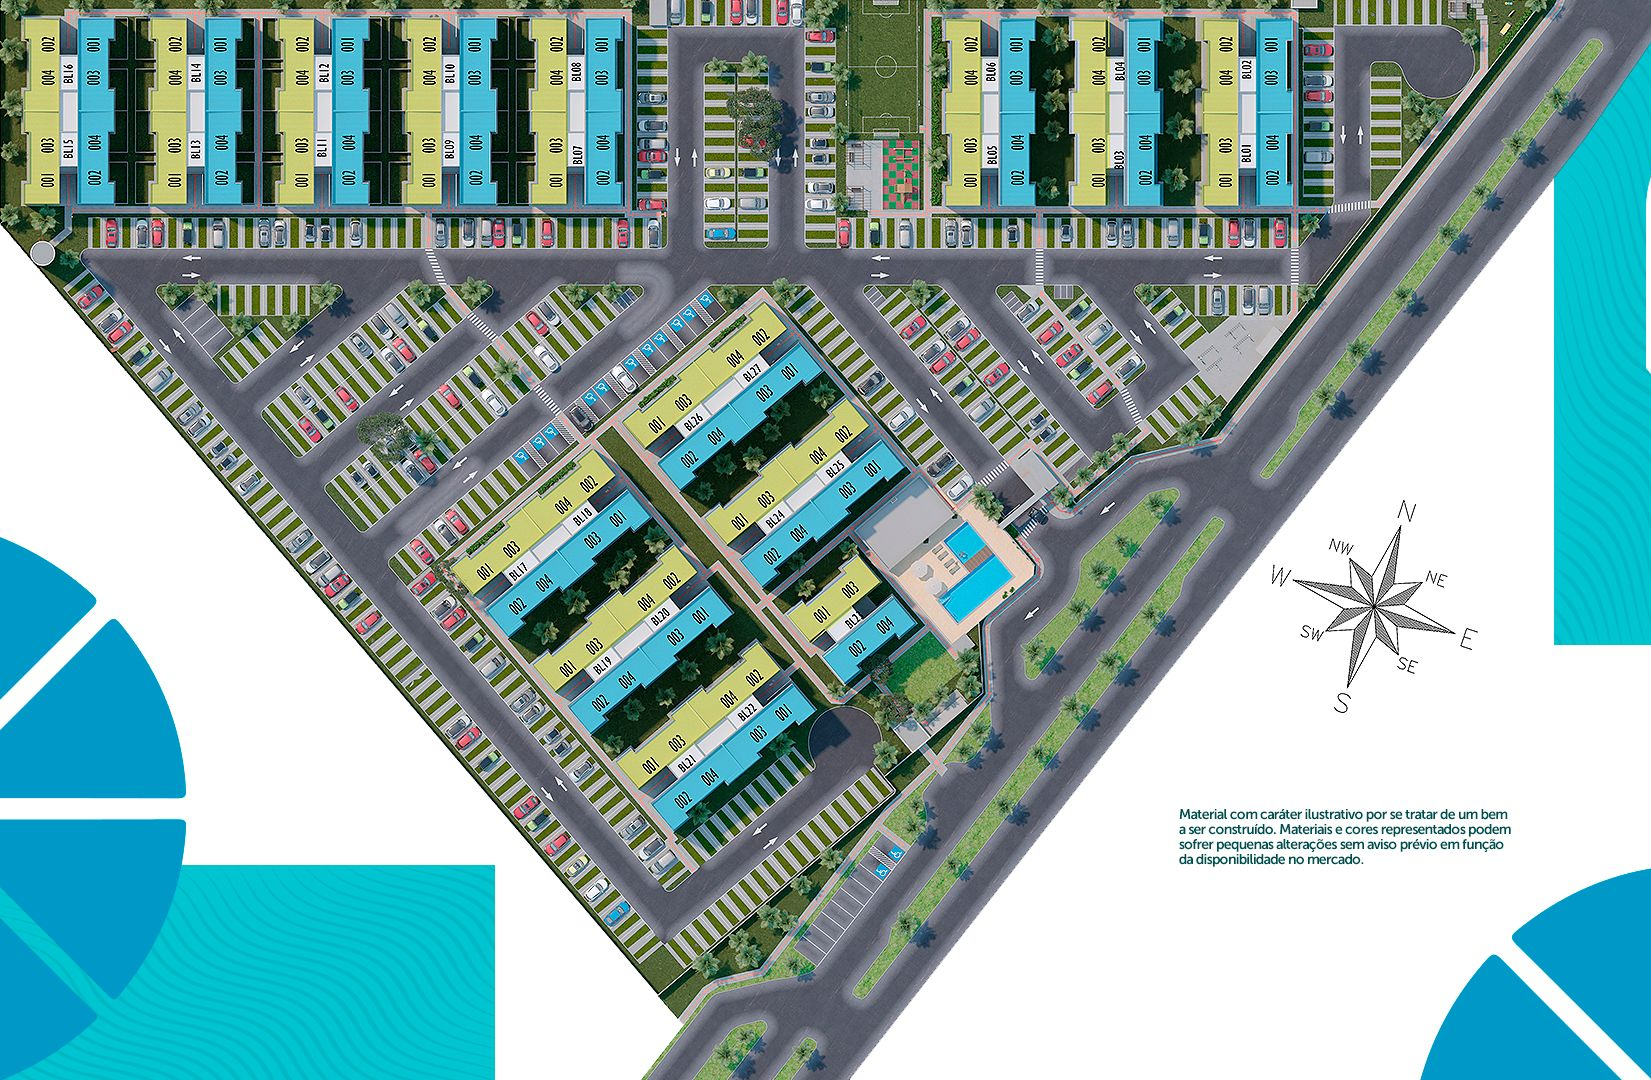 002 004 BL16 001 003
003 001 BL15 004 002
002 004 BL14 001 003
003 001 BL13 004 002
002 004 BL12 001 003
003 001 BL11 004 002
002 004 BL10 001 003
003 001 BL09 004 002
002 004 BL08 001 003
003 001 BL07 004 002
002 004 BL06 001 003
003 001 BL05 004 002
002 004 BL04 001 003
003 001 BL03 004 002
002 004 BL02 001 003
003 001 BL01 004 002
001 003 004 002
BL26 BL27
002 004 003 001
001 003 004 002
BL24 BL25
002 004 003 001
001 003 004 002
BL17 BL18
002 004 003 001
001 003 004 002
BL19 BL20
002 004 003 001
001 003 004 002
BL21 BL22
002 004 003 001
001 003
002 004
N
NW
NE
W
E
SW
SE
S
Material com caráter ilustrativo por se tratar de um bem
a ser construído. Materiais e cores representados podem
sofrer pequenas alterações sem aviso prévio em função
da disponibilidade no mercado.